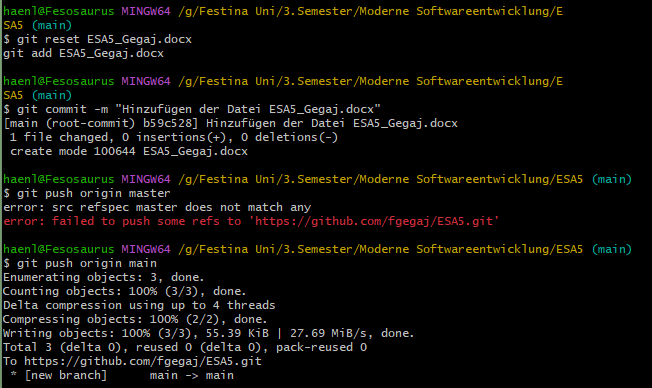 haenl@Fesosaurus MINGW64 /g/Festina Uni/3.Semester/Moderne Softwareentwicklung/E
SA5 (main)
$ git reset ESA5_Gegaj.docx
git add ESA5_Gegaj.docx
haenl@Fesosaurus MINGW64 /g/Festina Uni/3.Semester/Moderne Softwareentwicklung/E
SA5 (main)
$ git commit -m "Hinzufügen der Datei ESA5_Gegaj.docx"
[main (root-commit) b59c528] Hinzufügen der Datei ESA5_Gegaj.docx
 1 file changed, 0 insertions(+), 0 deletions(-)
 create mode 100644 ESA5_Gegaj.docx
haenl@Fesosaurus MINGW64 /g/Festina Uni/3.Semester/Moderne Softwareentwicklung/ESA5 (main)
$ git push origin master
error: src refspec master does not match any
error: failed to push some refs to 'https://github.com/fgegaj/ESA5.git'
haenl@Fesosaurus MINGW64 /g/Festina Uni/3.Semester/Moderne Softwareentwicklung/ESA5 (main)
$ git push origin main
Enumerating objects: 3, done.
Counting objects: 100% (3/3), done.
Delta compression using up to 4 threads
Compressing objects: 100% (2/2), done.
Writing objects: 100% (3/3), 55.39 KiB | 27.69 MiB/s, done.
Total 3 (delta 0), reused 0 (delta 0), pack-reused 0
To https://github.com/fgegaj/ESA5.git
 * [new branch]      main -> main